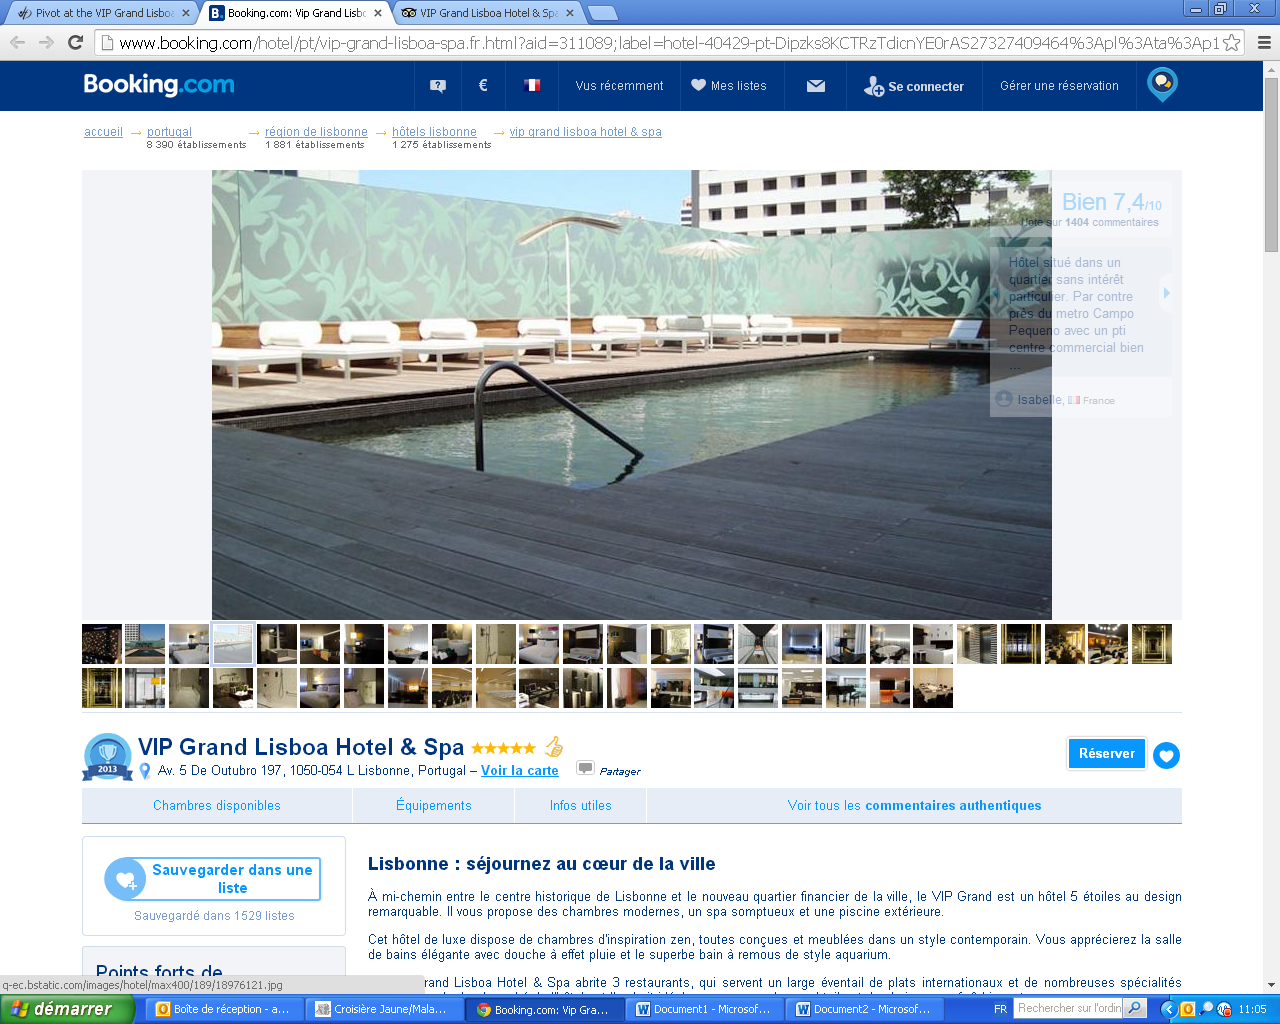 Pivot at the VIP Grand Lisbo
Booking.com: Vip Grand Lisb
VIP Grand Lisboa Hotel & Sp
www.booking.com/hotel/pt/vip-grand-lisboa-spa.fr.html?aid=311089;label=hotel-40429-pt-Dipzks8KCTRzTdicnYE0rAS27327409464%3Apl%3Ata%3Ap1
Booking.com
€
Vus récemment
Mes listes
Se connecter
Gérer une réservation
accueil → portugal → région de lisbonne → hôtels lisbonne → vip grand lisboa hotel & spa
8 390 établissements 1 881 établissements 1 275 établissements
Bien 7,4/10
sur 1404 commentaires
Hôtel situé dans un
quartier sans intérêt
particulier. Par contre
près du metro Campo
Pequeno avec un pti
centre commercial bien
...
Isabelle, France
2013
VIP Grand Lisboa Hotel & Spa
Av. 5 De Outubro 197, 1050-054 L Lisbonne, Portugal – Voir la carte
Partager
Réserver
Chambres disponibles
Équipements
Infos utiles
Voir tous les commentaires authentiques
Sauvegarder dans une
liste
Sauvegardé dans 1529 listes
Points forts de
Lisbonne : séjournez au cœur de la ville
À mi-chemin entre le centre historique de Lisbonne et le nouveau quartier financier de la ville, le VIP Grand est un hôtel 5 étoiles au design
remarquable. Il vous propose des chambres modernes, un spa somptueux et une piscine extérieure.
Cet hôtel de luxe dispose de chambres d'inspiration zen, toutes conçues et meublées dans un style contemporain. Vous apprécierez la salle
de bains élégante avec douche à effet pluie et le superbe bain à remous de style aquarium.
rand Lisboa Hotel & Spa abrite 3 restaurants, qui servent un large éventail de plats internationaux et de nombreuses spécialités
q-ec.bstatic.com/images/hotel/max400/189/18976121.jpg
démarrer
Boîte de réception - a...
Croisière Jaune/Mala...
Booking.com: Vip Gra...
Document1 - Microsof...
Document2 - Microsof...
FR
Rechercher sur l'ordin
11:05